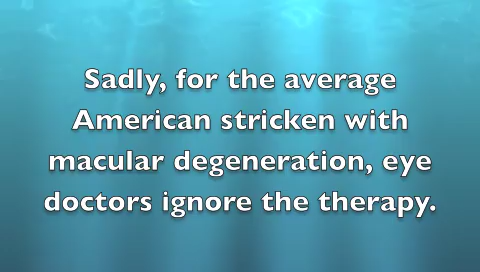 Sadly, for the average
American stricken with
macular degeneration, eye
doctors ignore the therapy.